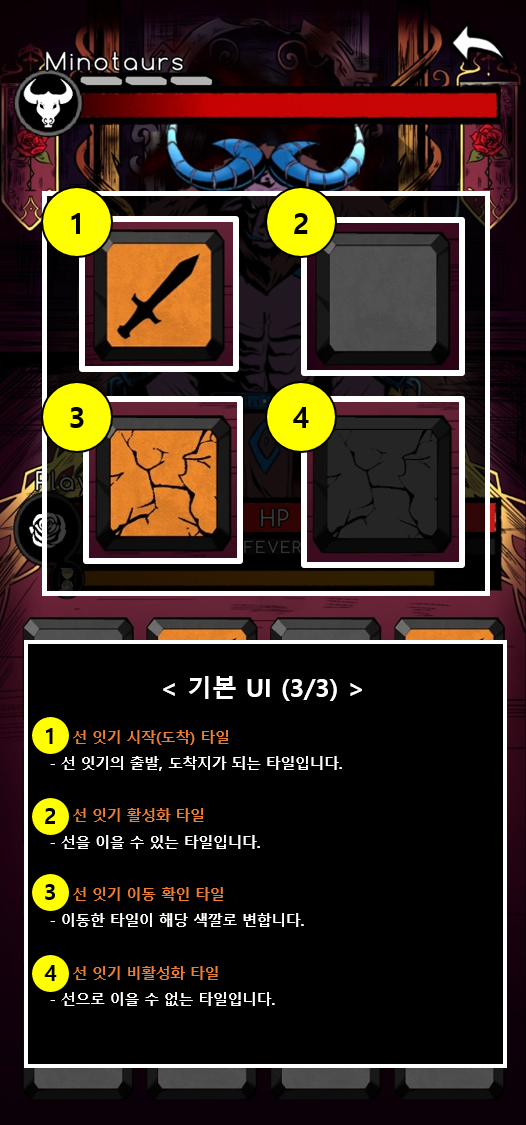 Minotaurs
1
2
3
4
HP
FEVER
< 기본 UI (3/3) >
1 선 잇기 시작(도착) 타일
- 선 잇기의 출발, 도착지가 되는 타일입니다.
2 선 잇기 활성화 타일
- 선을 이을 수 있는 타일입니다.
3 선 잇기 이동 확인 타일
- 이동한 타일이 해당 색깔로 변합니다.
4 선 잇기 비활성화 타일
- 선으로 이을 수 없는 타일입니다.